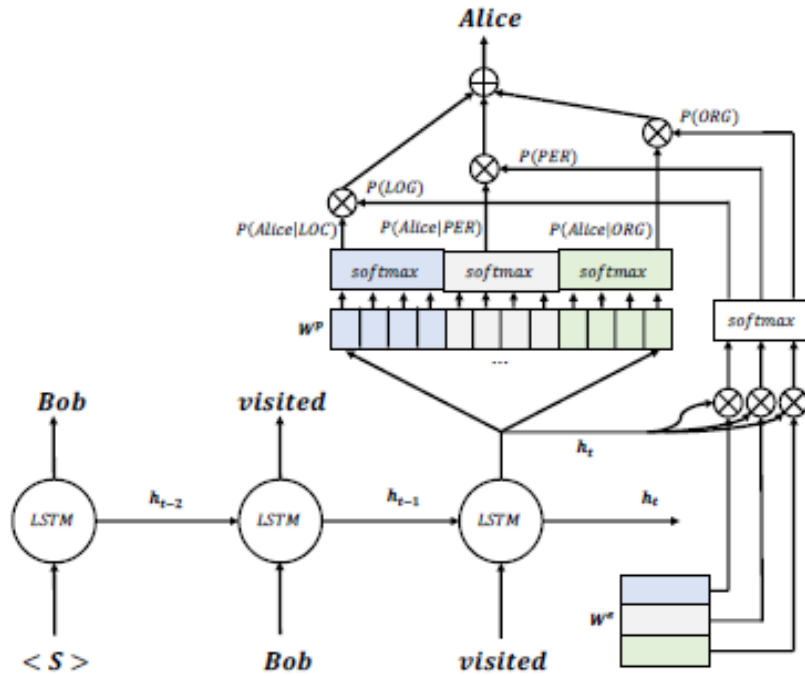 Alice
P(ORG)
P(PER)
P(LOG)
P(Alice|LOC) P(Alice|PER) P(Alice|ORG)
softmax softmax softmax
W^p
softmax
...
Bob visited
h_t
h_{t-2} h_{t-1} h_t
LSTM LSTM LSTM
W^e
< S > Bob visited